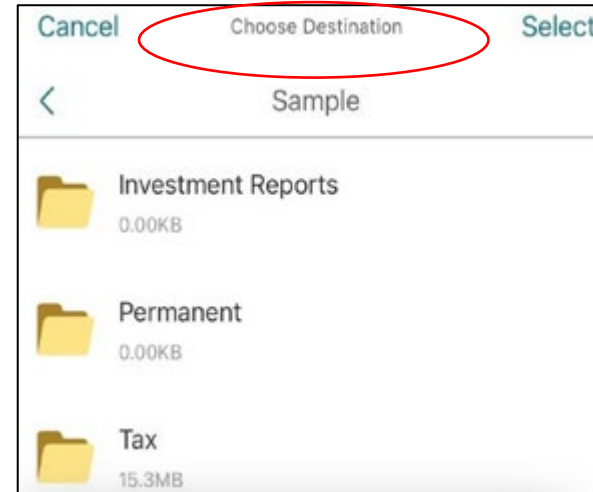 Cancel Choose Destination Select
Sample
Investment Reports
0.00KB
Permanent
0.00KB
Tax
15.3MB